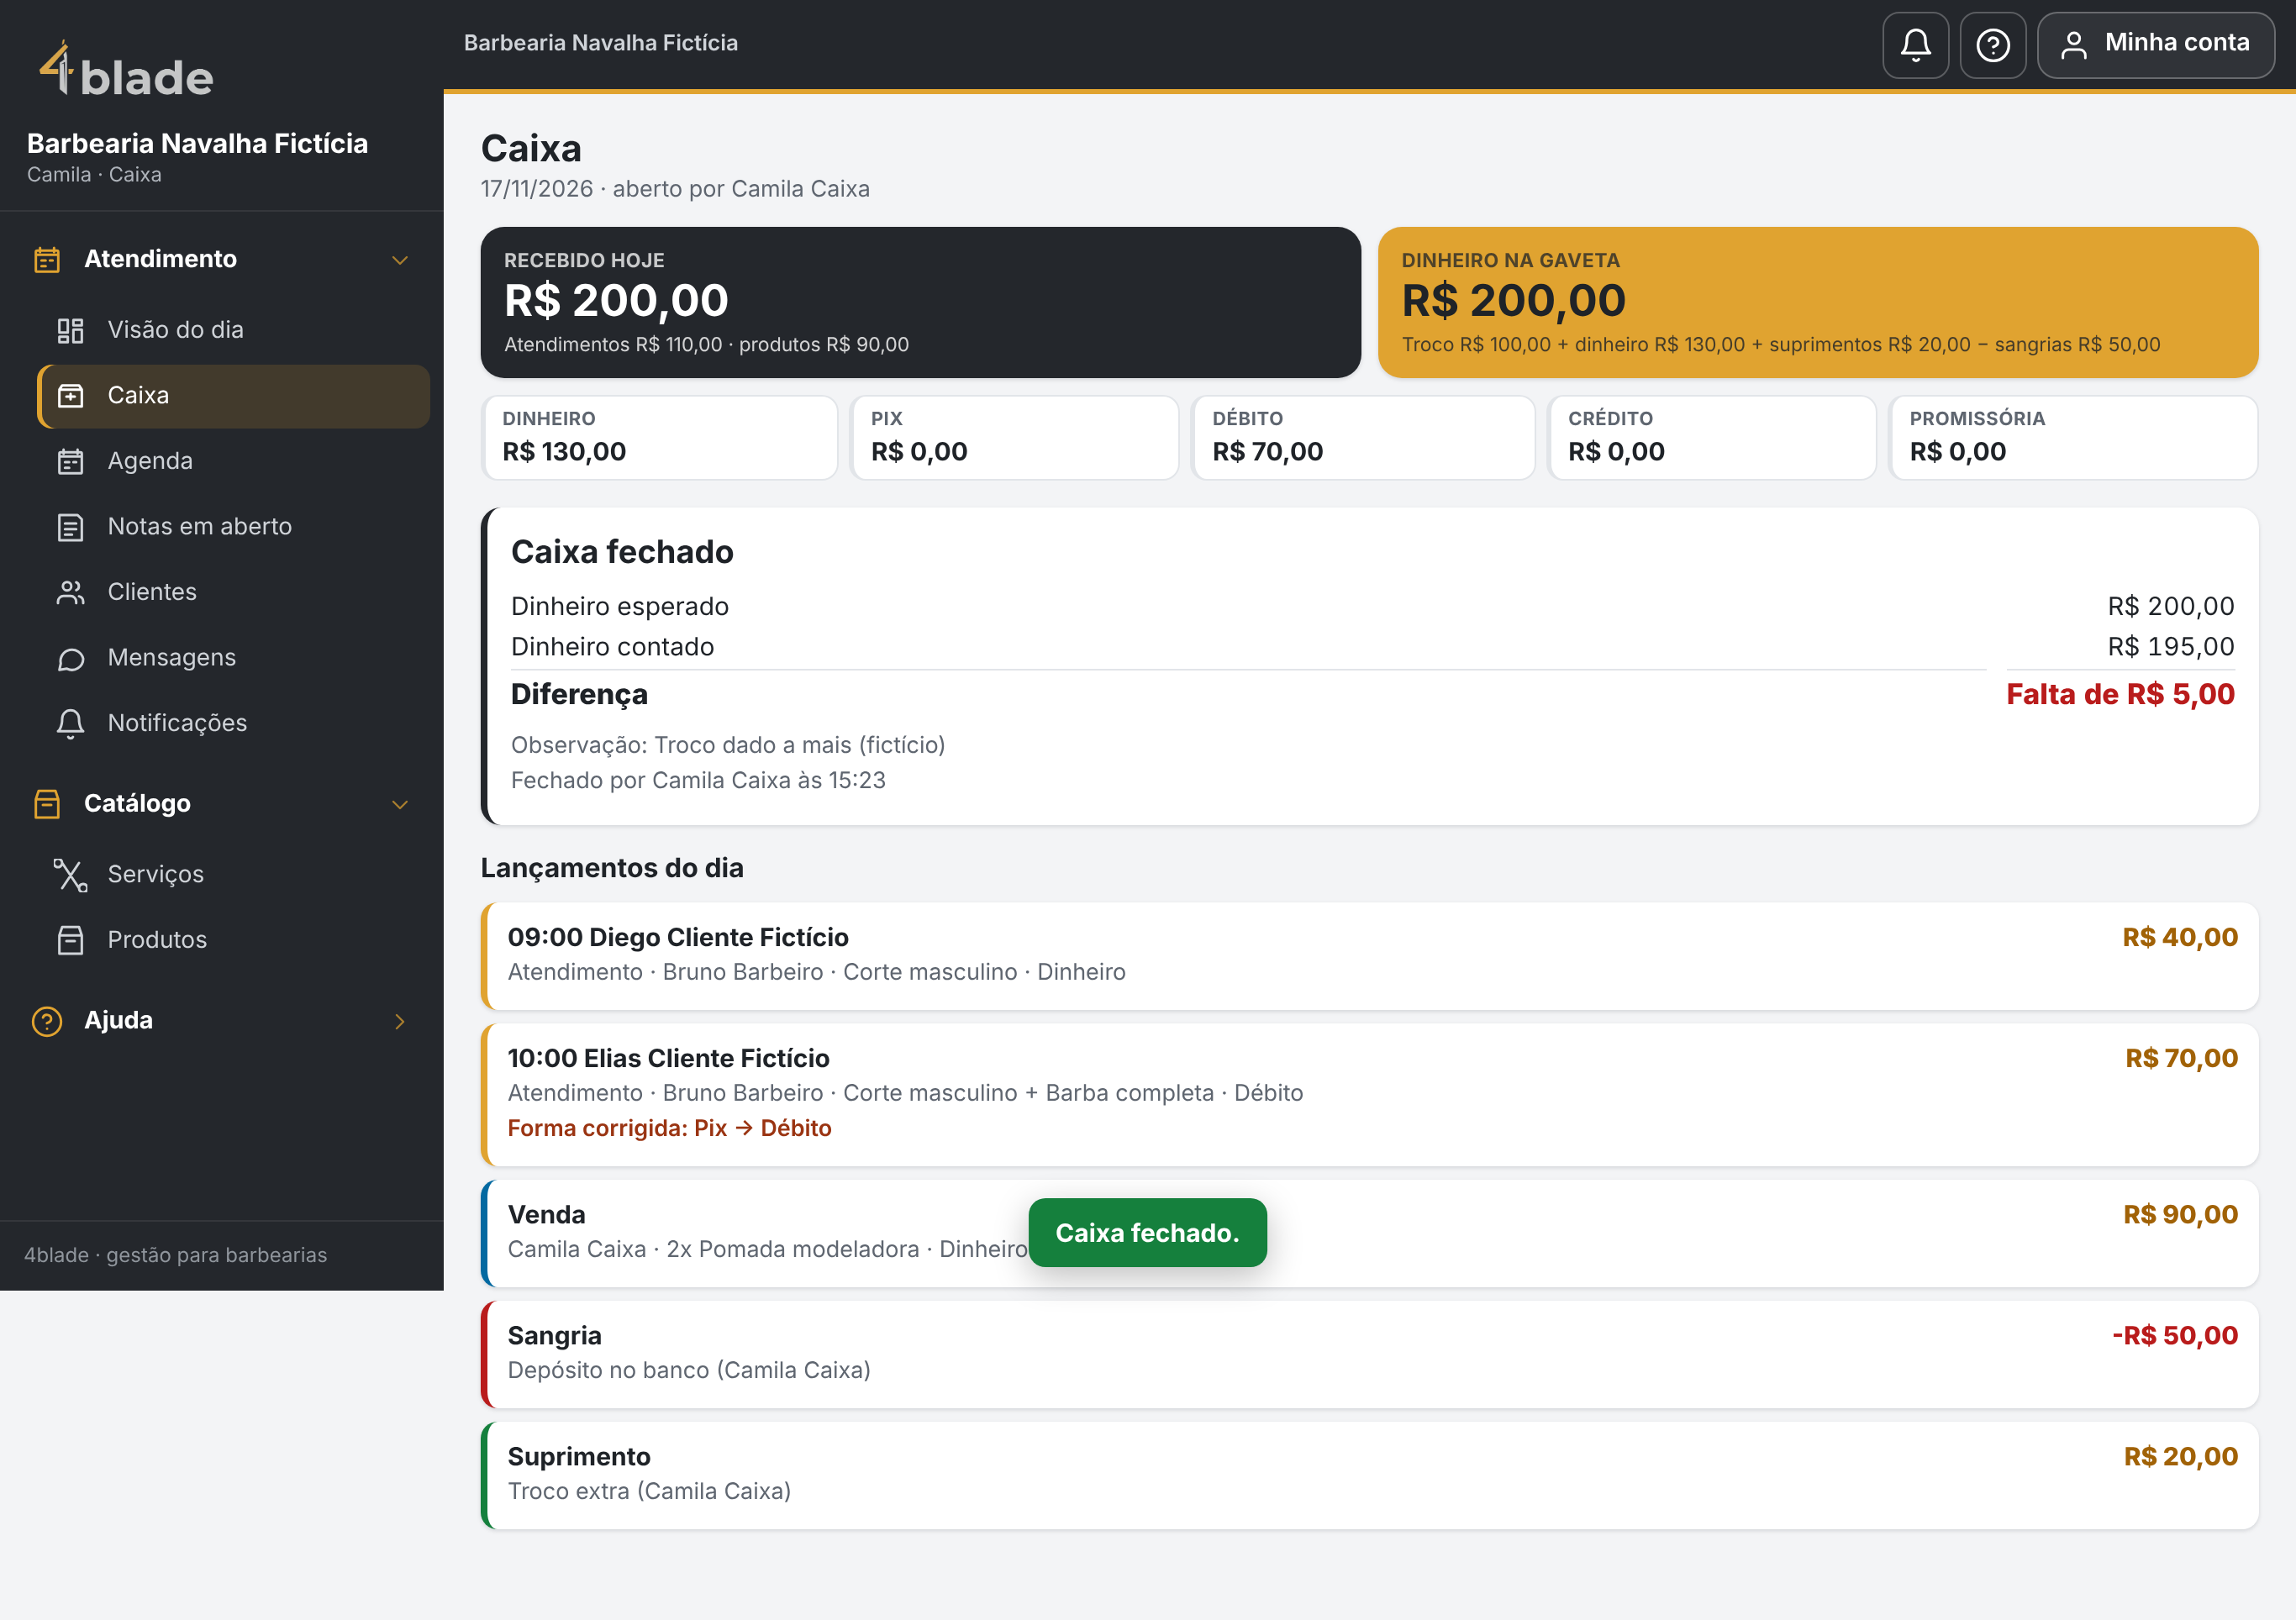 4blade
Barbearia Navalha Fictícia
Camila · Caixa
Atendimento
Visão do dia
Caixa
Agenda
Notas em aberto
Clientes
Mensagens
Notificações
Catálogo
Serviços
Produtos
Ajuda
4blade · gestão para barbearias
Barbearia Navalha Fictícia
Minha conta
Caixa
17/11/2026 · aberto por Camila Caixa
RECEBIDO HOJE
R$ 200,00
Atendimentos R$ 110,00 · produtos R$ 90,00
DINHEIRO NA GAVETA
R$ 200,00
Troco R$ 100,00 + dinheiro R$ 130,00 + suprimentos R$ 20,00 − sangrias R$ 50,00
DINHEIRO
R$ 130,00
PIX
R$ 0,00
DÉBITO
R$ 70,00
CRÉDITO
R$ 0,00
PROMISSÓRIA
R$ 0,00
Caixa fechado
Dinheiro esperado R$ 200,00
Dinheiro contado R$ 195,00
Diferença Falta de R$ 5,00
Observação: Troco dado a mais (fictício)
Fechado por Camila Caixa às 15:23
Lançamentos do dia
09:00 Diego Cliente Fictício R$ 40,00
Atendimento · Bruno Barbeiro · Corte masculino · Dinheiro
10:00 Elias Cliente Fictício R$ 70,00
Atendimento · Bruno Barbeiro · Corte masculino + Barba completa · Débito
Forma corrigida: Pix → Débito
Venda R$ 90,00
Camila Caixa · 2x Pomada modeladora · Dinheiro
Caixa fechado.
Sangria -R$ 50,00
Depósito no banco (Camila Caixa)
Suprimento R$ 20,00
Troco extra (Camila Caixa)